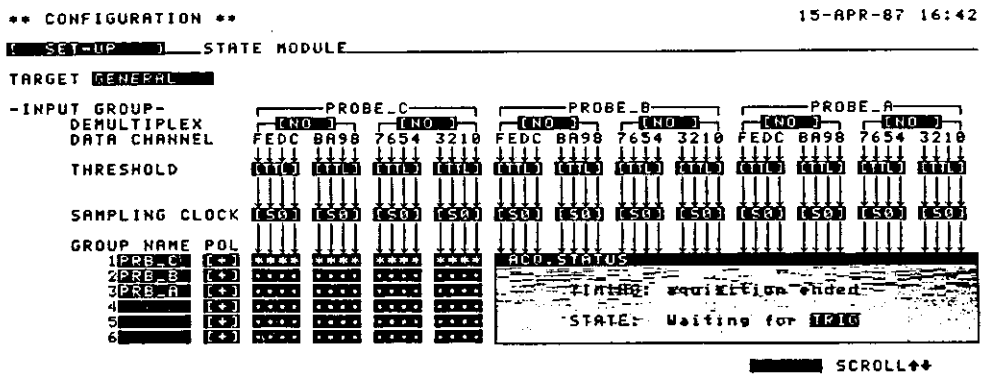 ** CONFIGURATION ** 15-APR-87 16:42
[ SET-UP ] STATE MODULE
TARGET GENERAL
-INPUT GROUP- PROBE_C PROBE_B PROBE_A
DEMULTIPLEX [NO ] [NO ] [NO ] [NO ] [NO ] [NO ]
DATA CHANNEL FEDC BA98 7654 3210 FEDC BA98 7654 3210 FEDC BA98 7654 3210
THRESHOLD [TTL] [TTL] [TTL] [TTL] [TTL] [TTL] [TTL] [TTL] [TTL] [TTL] [TTL] [TTL]
SAMPLING CLOCK [S0] [S0] [S0] [S0] [S0] [S0] [S0] [S0] [S0] [S0] [S0] [S0]
GROUP NAME POL
1 PRB_C [+] **** **** **** **** ACQ.STATUS
2 PRB_B [+] .... .... .... ....
3 PRB_A [+] .... .... .... .... TIMING: aquisition ended
4 [+] .... .... .... ....
5 [+] .... .... .... .... STATE: Waiting for TRIG
6 [+] .... .... .... ....
SCROLL↑↓